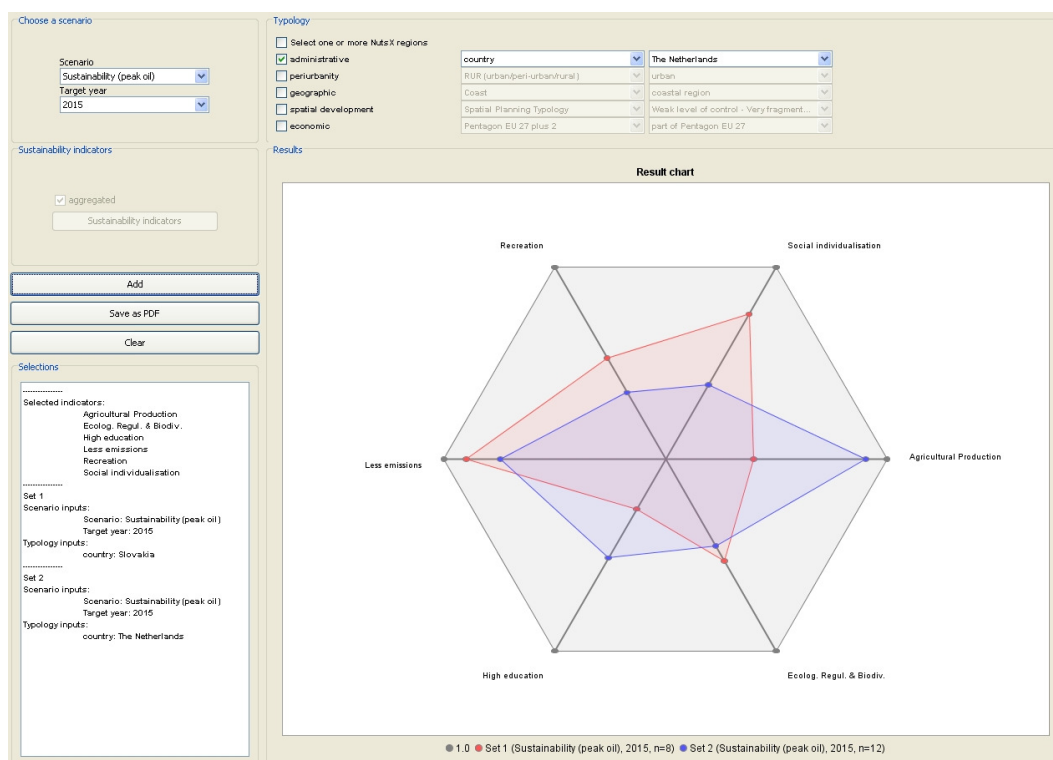 Choose a scenario
Scenario
Sustainability (peak oil)
Target year
2015
Typology
Select one or more NutsX regions
administrative
country
The Netherlands
periurbanity
RUR (urban/peri-urban/rural)
urban
geographic
Coast
coastal region
spatial development
Spatial Planning Typology
Weak level of control - Very fragment...
economic
Pentagon EU 27 plus 2
part of Pentagon EU 27
Sustainability indicators
aggregated
Sustainability indicators
Add
Save as PDF
Clear
Selections
----------------
Selected indicators:
Agricultural Production
Ecolog. Regul. & Biodiv.
High education
Less emissions
Recreation
Social individualisation
----------------
Set 1
Scenario inputs:
Scenario: Sustainability (peak oil)
Target year: 2015
Typology inputs:
country: Slovakia
----------------
Set 2
Scenario inputs:
Scenario: Sustainability (peak oil)
Target year: 2015
Typology inputs:
country: The Netherlands
Results
Result chart
Recreation
Social individualisation
Less emissions
Agricultural Production
High education
Ecolog. Regul. & Biodiv.
1.0 Set 1 (Sustainability (peak oil), 2015, n=8) Set 2 (Sustainability (peak oil), 2015, n=12)